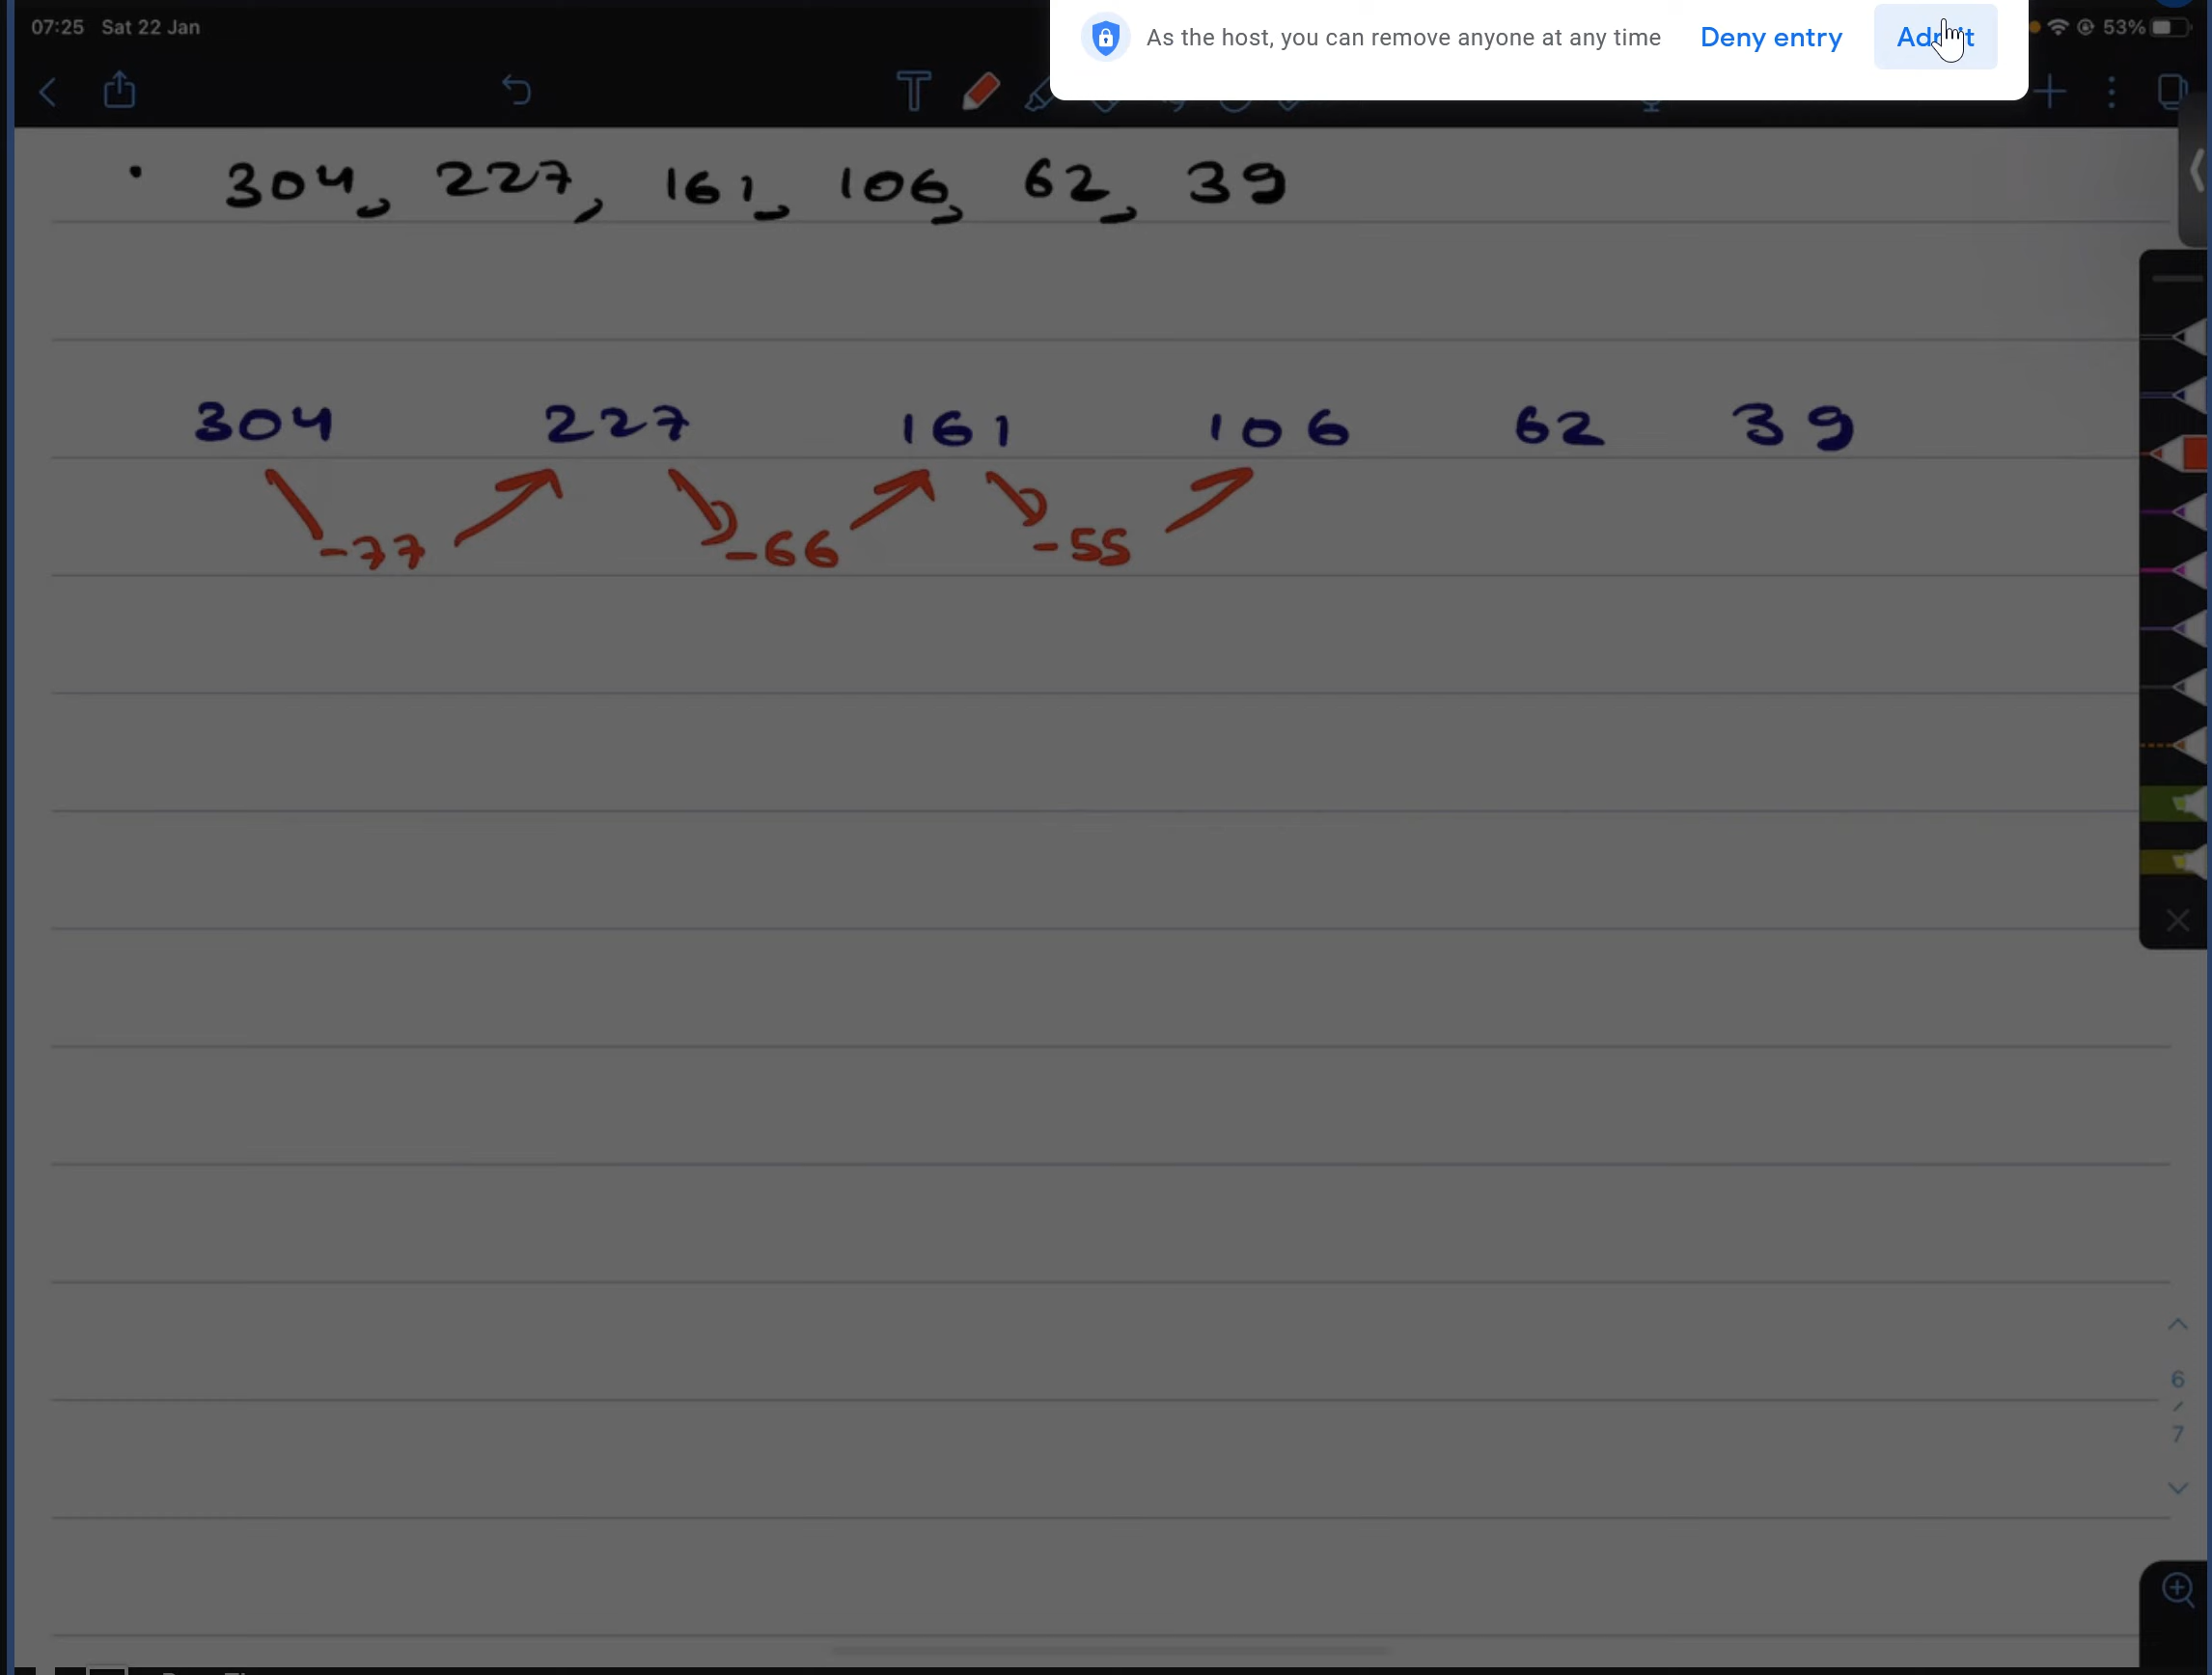 07:25 Sat 22 Jan
As the host, you can remove anyone at any time Deny entry
53%
304, 227, 161, 106, 62, 39
304 227 161 106 62 39
-77 -66 -55
6
7